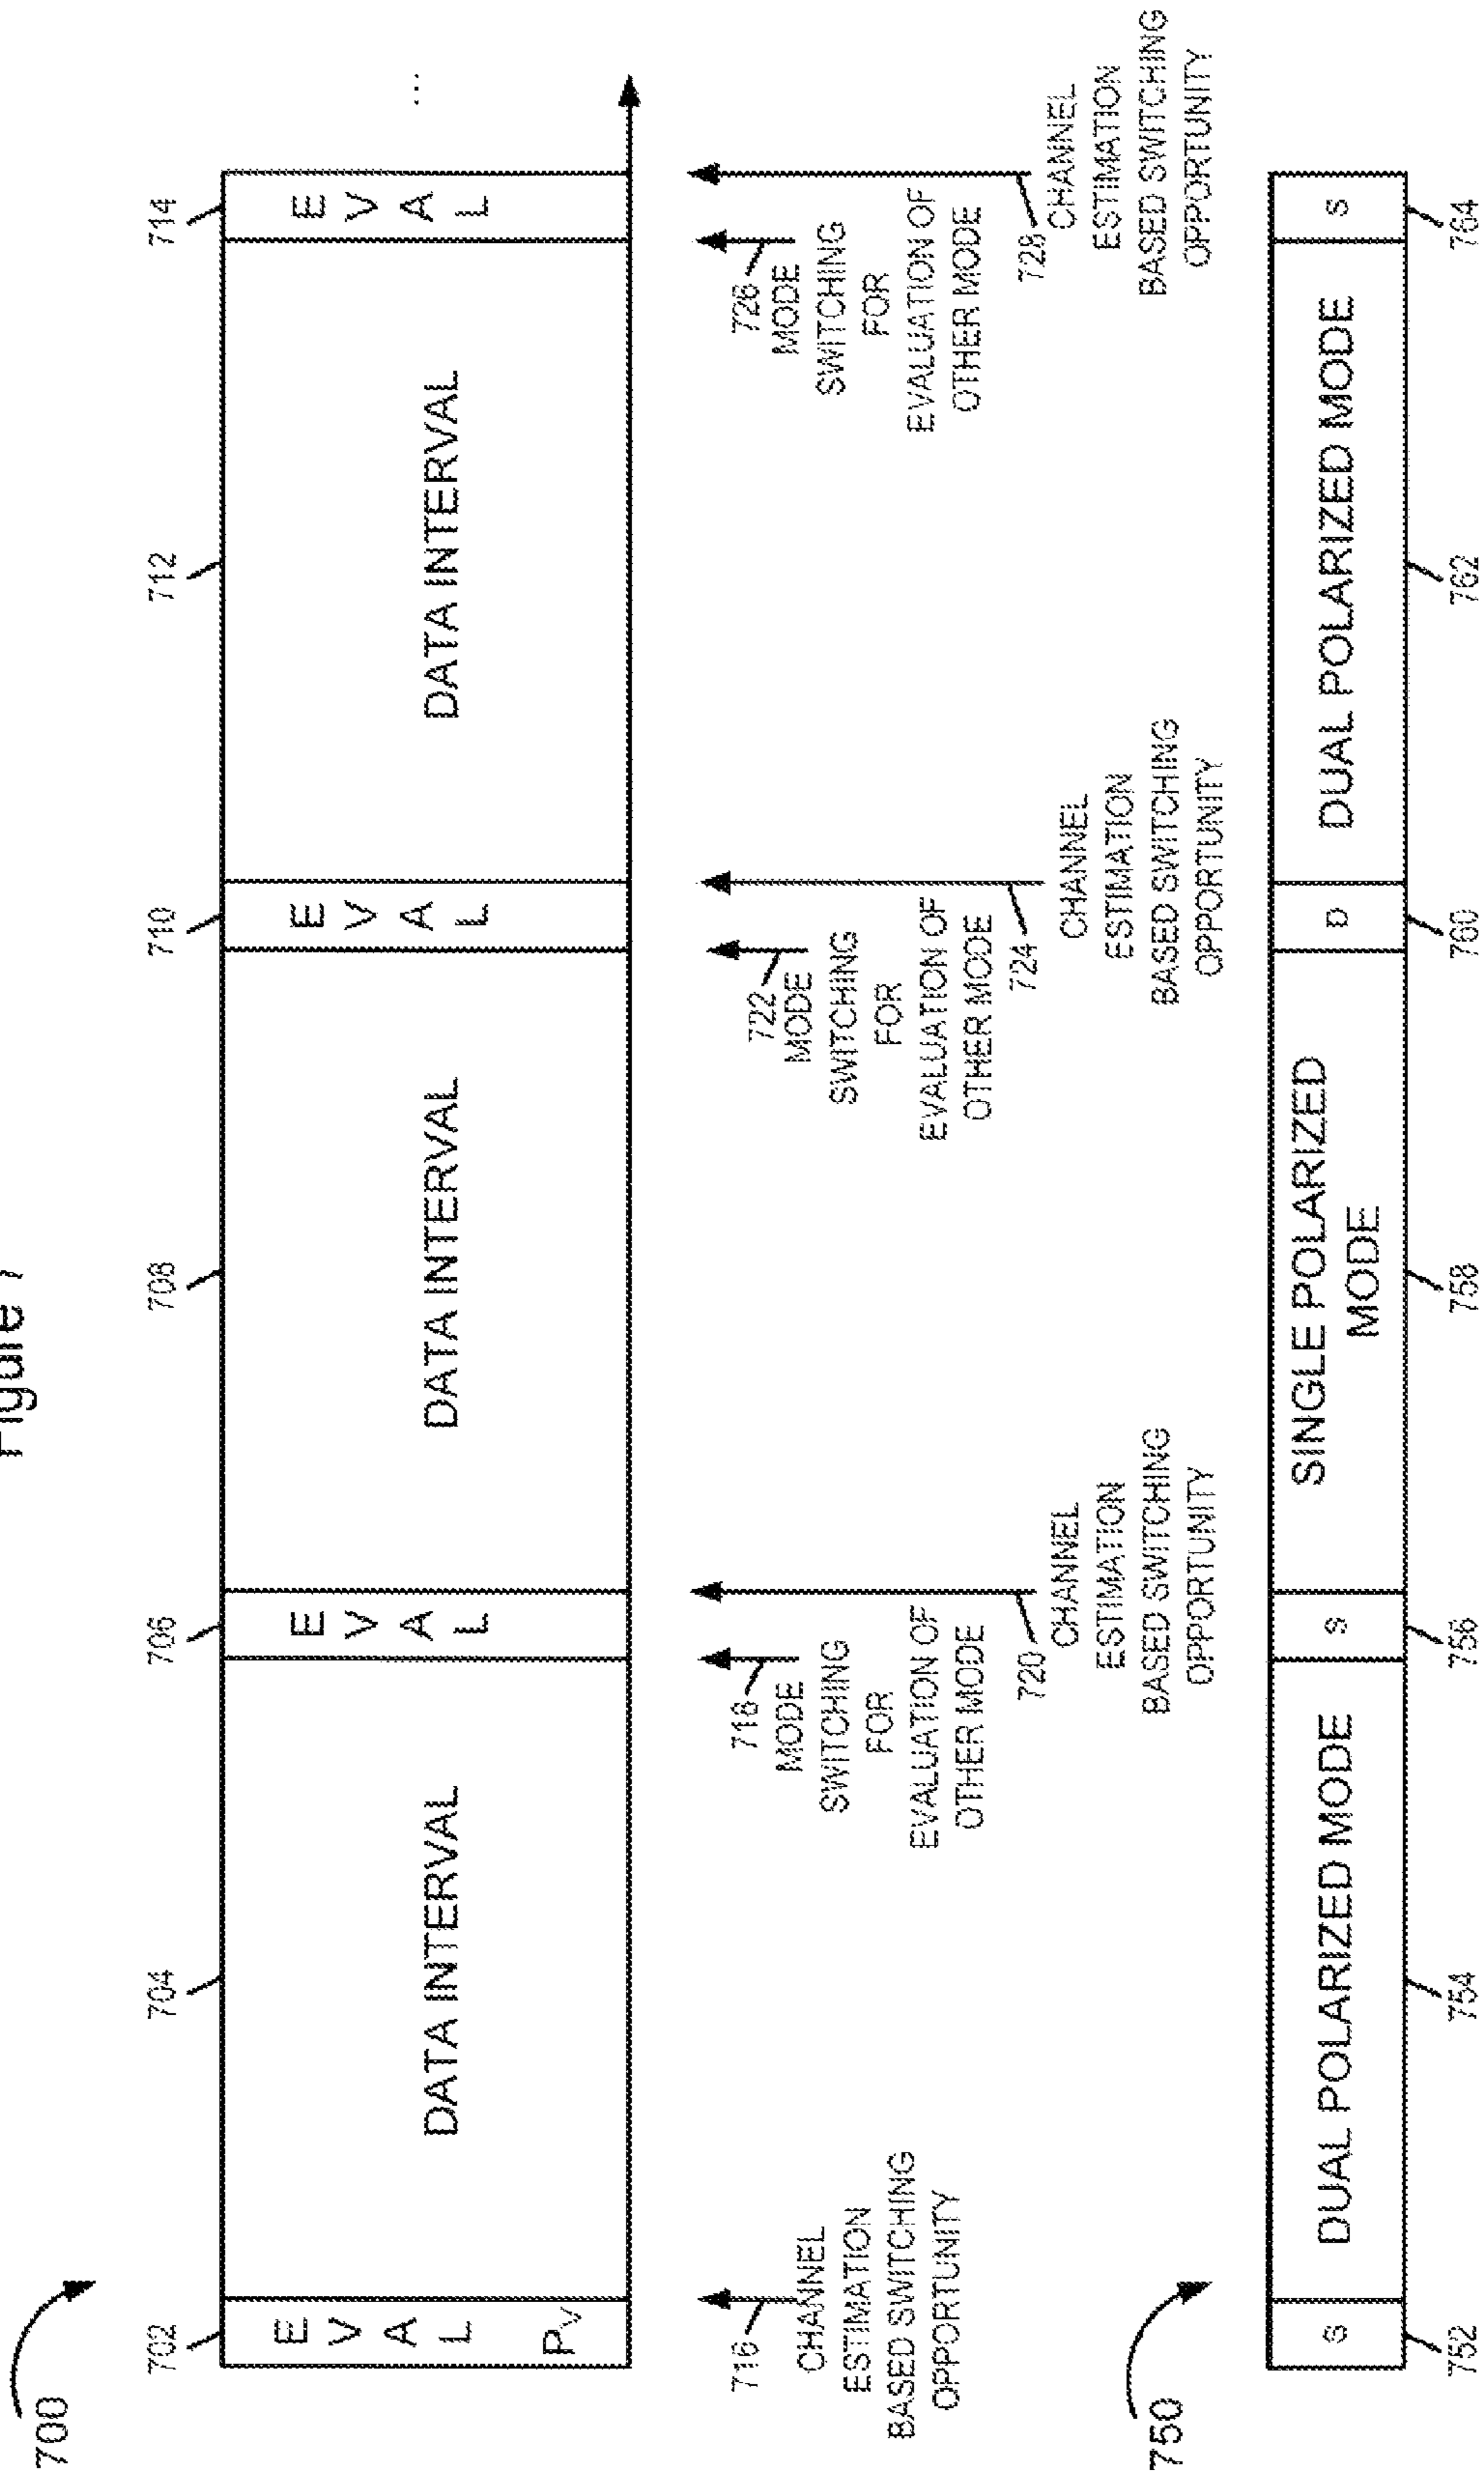 Figure 7
700
702
704
706
708
710
712
714
EVAL
PV
DATA INTERVAL
EVAL
DATA INTERVAL
EVAL
DATA INTERVAL
EVAL
...
716
CHANNEL
ESTIMATION
BASED SWITCHING
OPPORTUNITY
718
MODE
SWITCHING
FOR
EVALUATION OF
OTHER MODE
720
CHANNEL
ESTIMATION
BASED SWITCHING
OPPORTUNITY
722
MODE
SWITCHING
FOR
EVALUATION OF
OTHER MODE
724
CHANNEL
ESTIMATION
BASED SWITCHING
OPPORTUNITY
726
MODE
SWITCHING
FOR
EVALUATION OF
OTHER MODE
728
CHANNEL
ESTIMATION
BASED SWITCHING
OPPORTUNITY
750
S
DUAL POLARIZED MODE
S
SINGLE POLARIZED
MODE
D
DUAL POLARIZED MODE
S
752
754
756
758
760
762
764